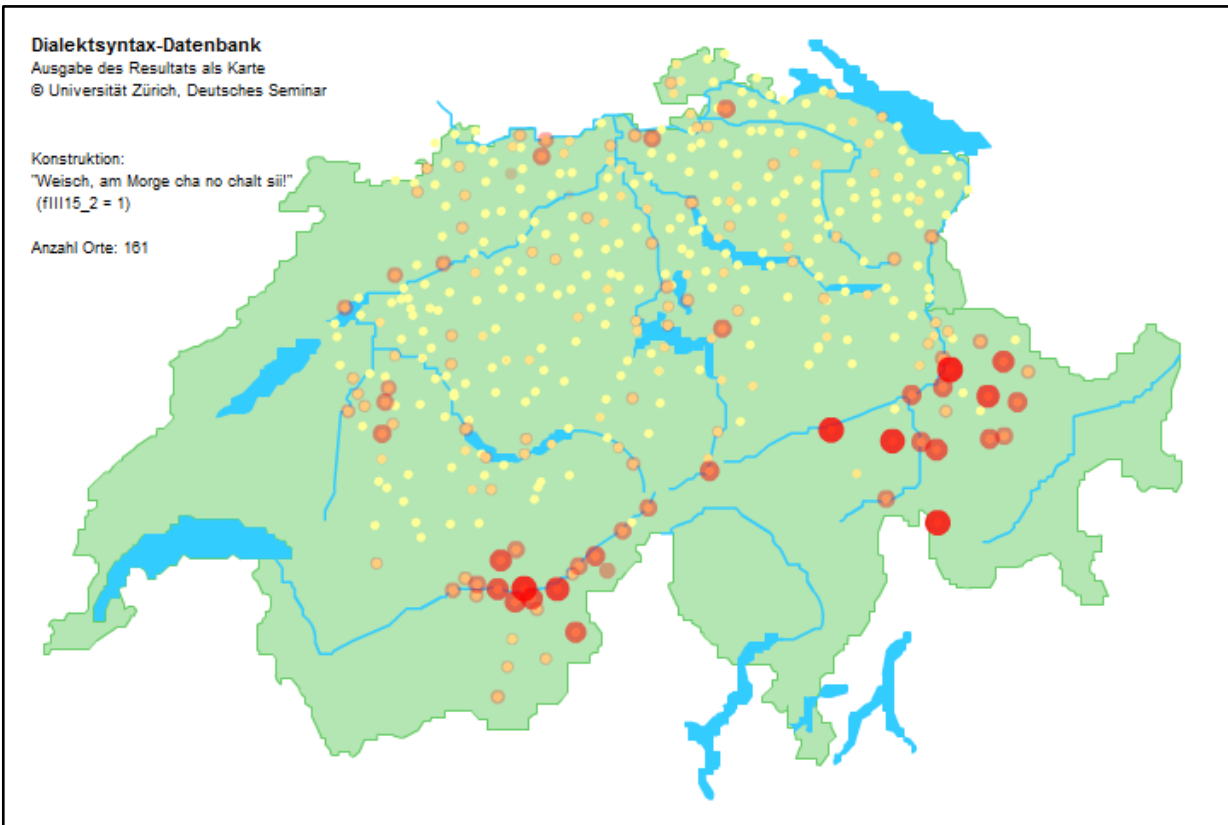 Dialektsyntax-Datenbank
Ausgabe des Resultats als Karte
© Universität Zürich, Deutsches Seminar
Konstruktion:
"Weisch, am Morge cha no chalt sii!"
(fIII15_2 = 1)
Anzahl Orte: 161